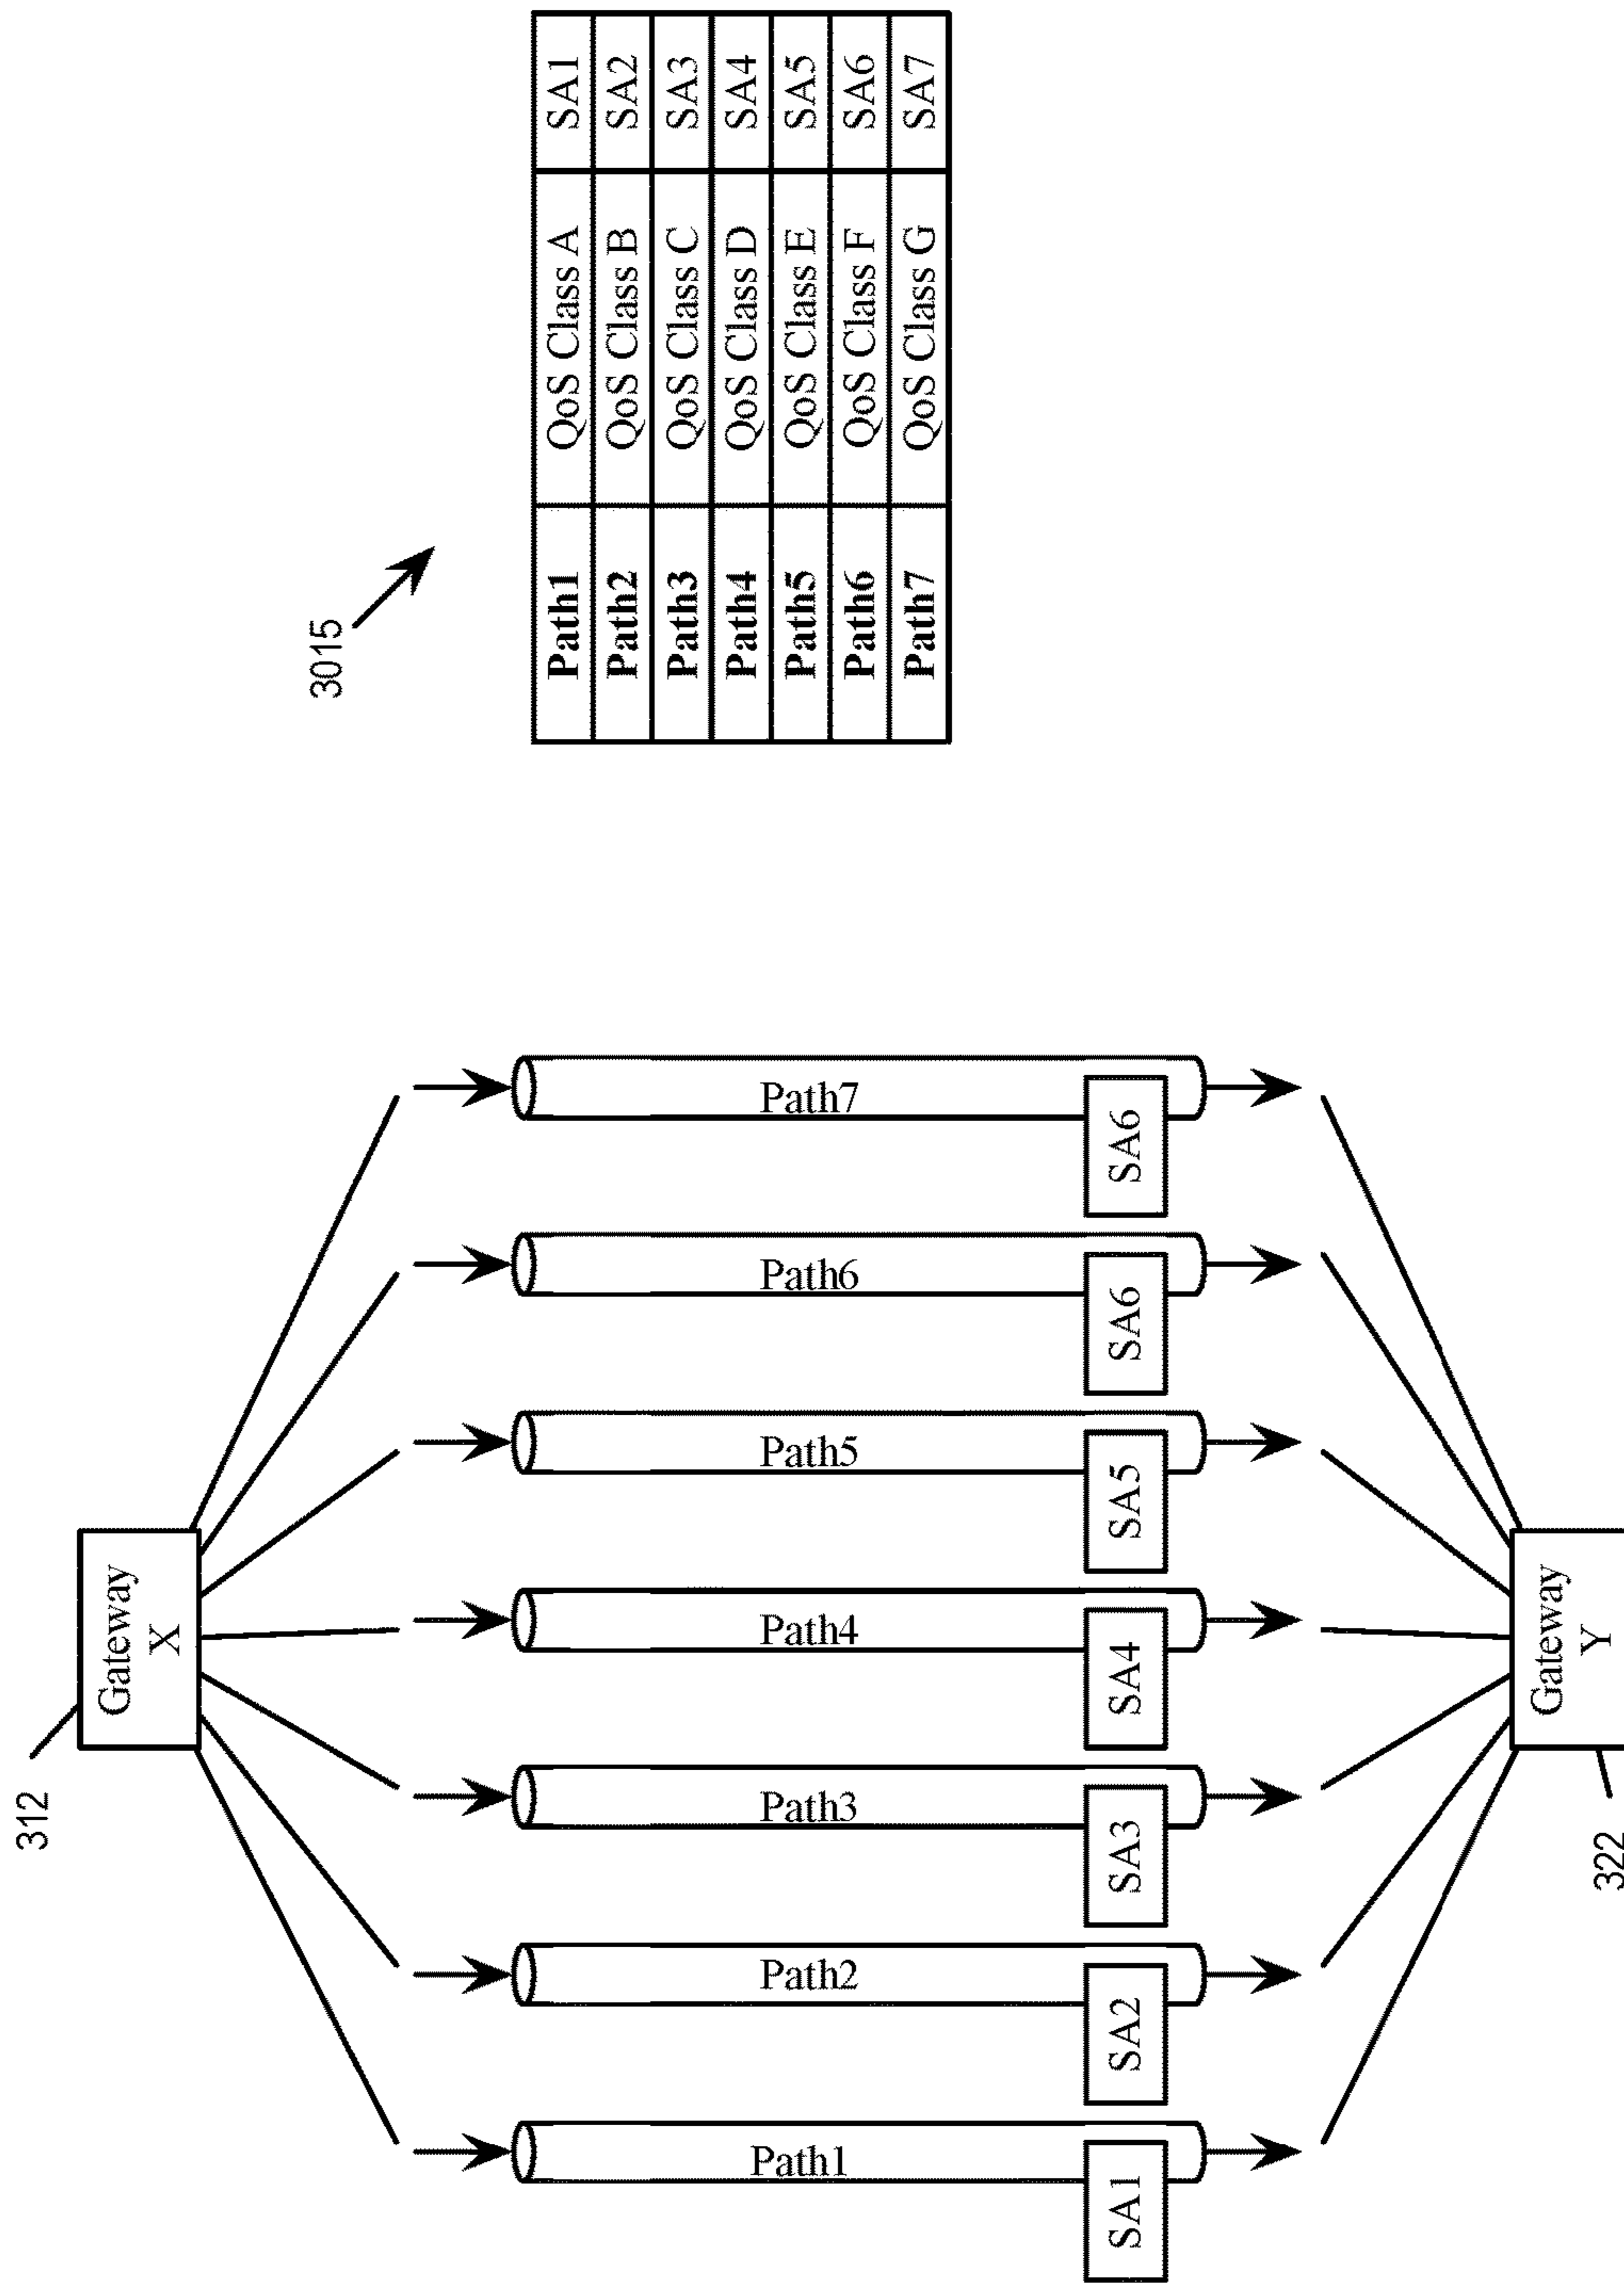 312
Gateway
X
Path1
SA1
Path2
SA2
Path3
SA3
Path4
SA4
Path5
SA5
Path6
SA6
Path7
SA6
Gateway
Y
322
3015
Path1 QoS Class A SA1
Path2 QoS Class B SA2
Path3 QoS Class C SA3
Path4 QoS Class D SA4
Path5 QoS Class E SA5
Path6 QoS Class F SA6
Path7 QoS Class G SA7